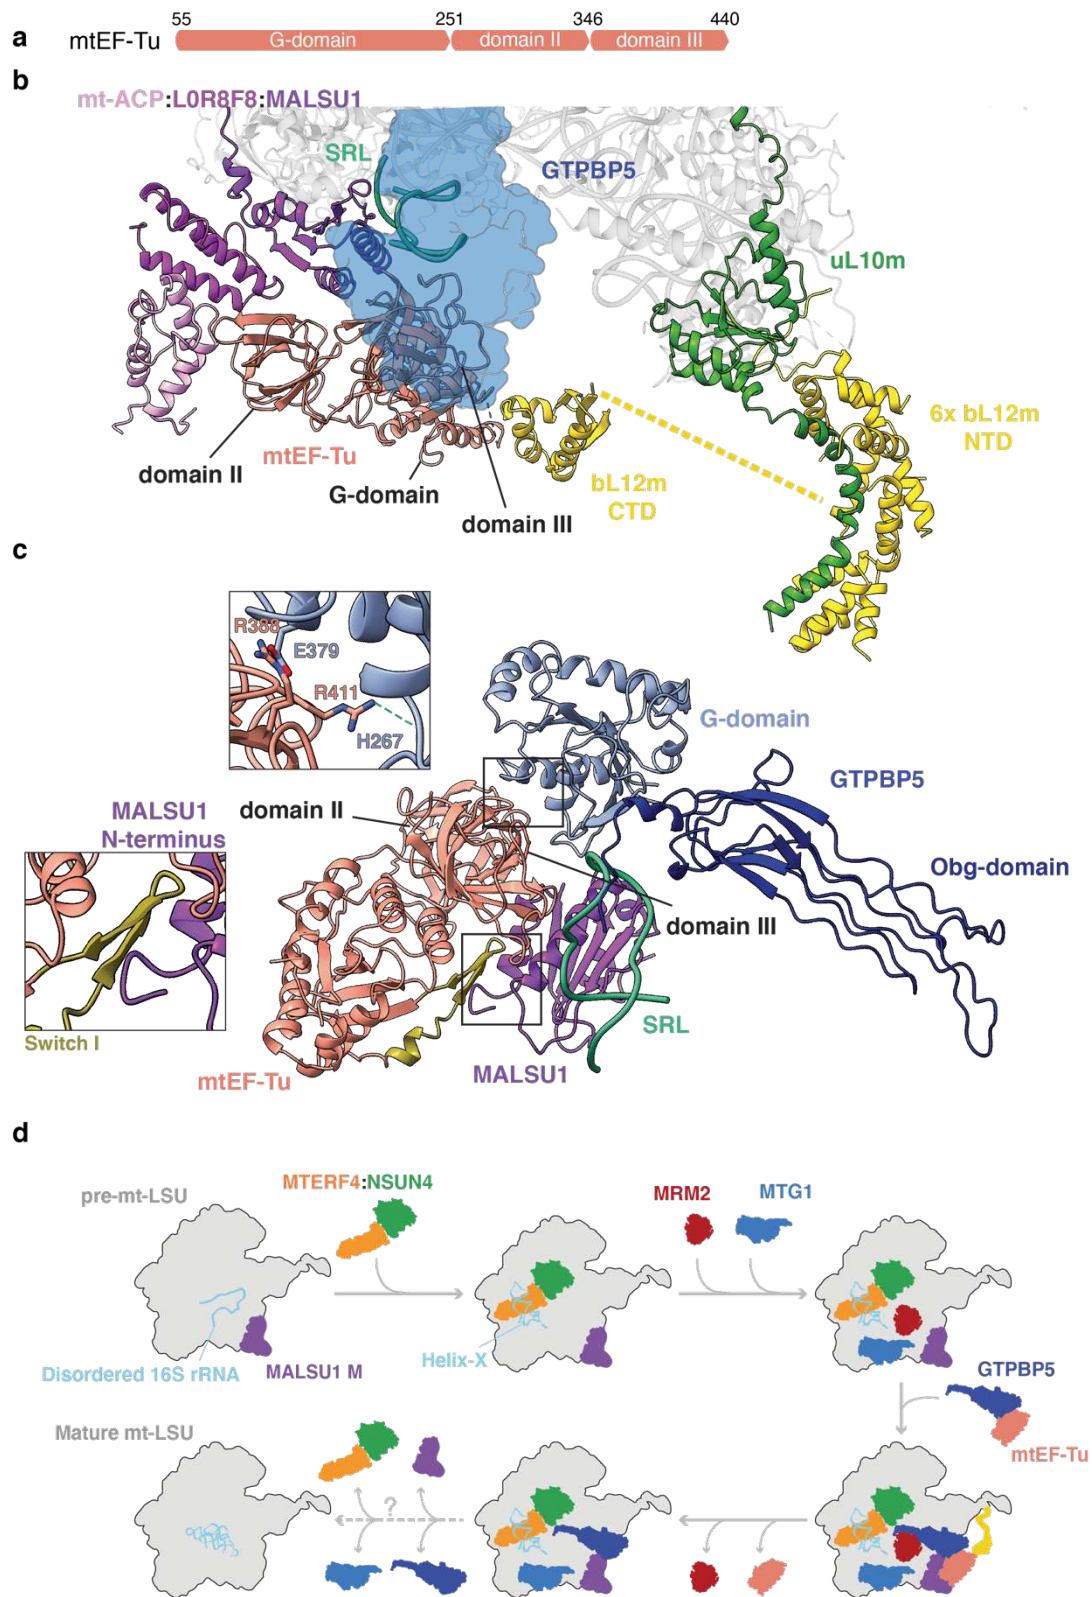 a
mtEF-Tu
55
251
346
440
G-domain
domain II
domain III
b
mt-ACP:L0R8F8:MALSU1
SRL
GTPBP5
uL10m
6x bL12m
NTD
domain II
mtEF-Tu
G-domain
domain III
bL12m
CTD
c
R388
E379
R411
H267
G-domain
GTPBP5
domain II
MALSU1
N-terminus
Obg-domain
domain III
Switch I
SRL
mtEF-Tu
MALSU1
d
pre-mt-LSU
MTERF4:NSUN4
MRM2
MTG1
Disordered 16S rRNA
MALSU1 M
Helix-X
GTPBP5
mtEF-Tu
Mature mt-LSU
?